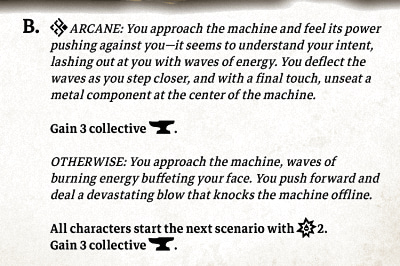 B. ARCANE: You approach the machine and feel its power
pushing against you—it seems to understand your intent,
lashing out at you with waves of energy. You deflect the
waves as you step closer, and with a final touch, unseat a
metal component at the center of the machine.
Gain 3 collective .
OTHERWISE: You approach the machine, waves of
burning energy buffeting your face. You push forward and
deal a devastating blow that knocks the machine offline.
All characters start the next scenario with 2.
Gain 3 collective .